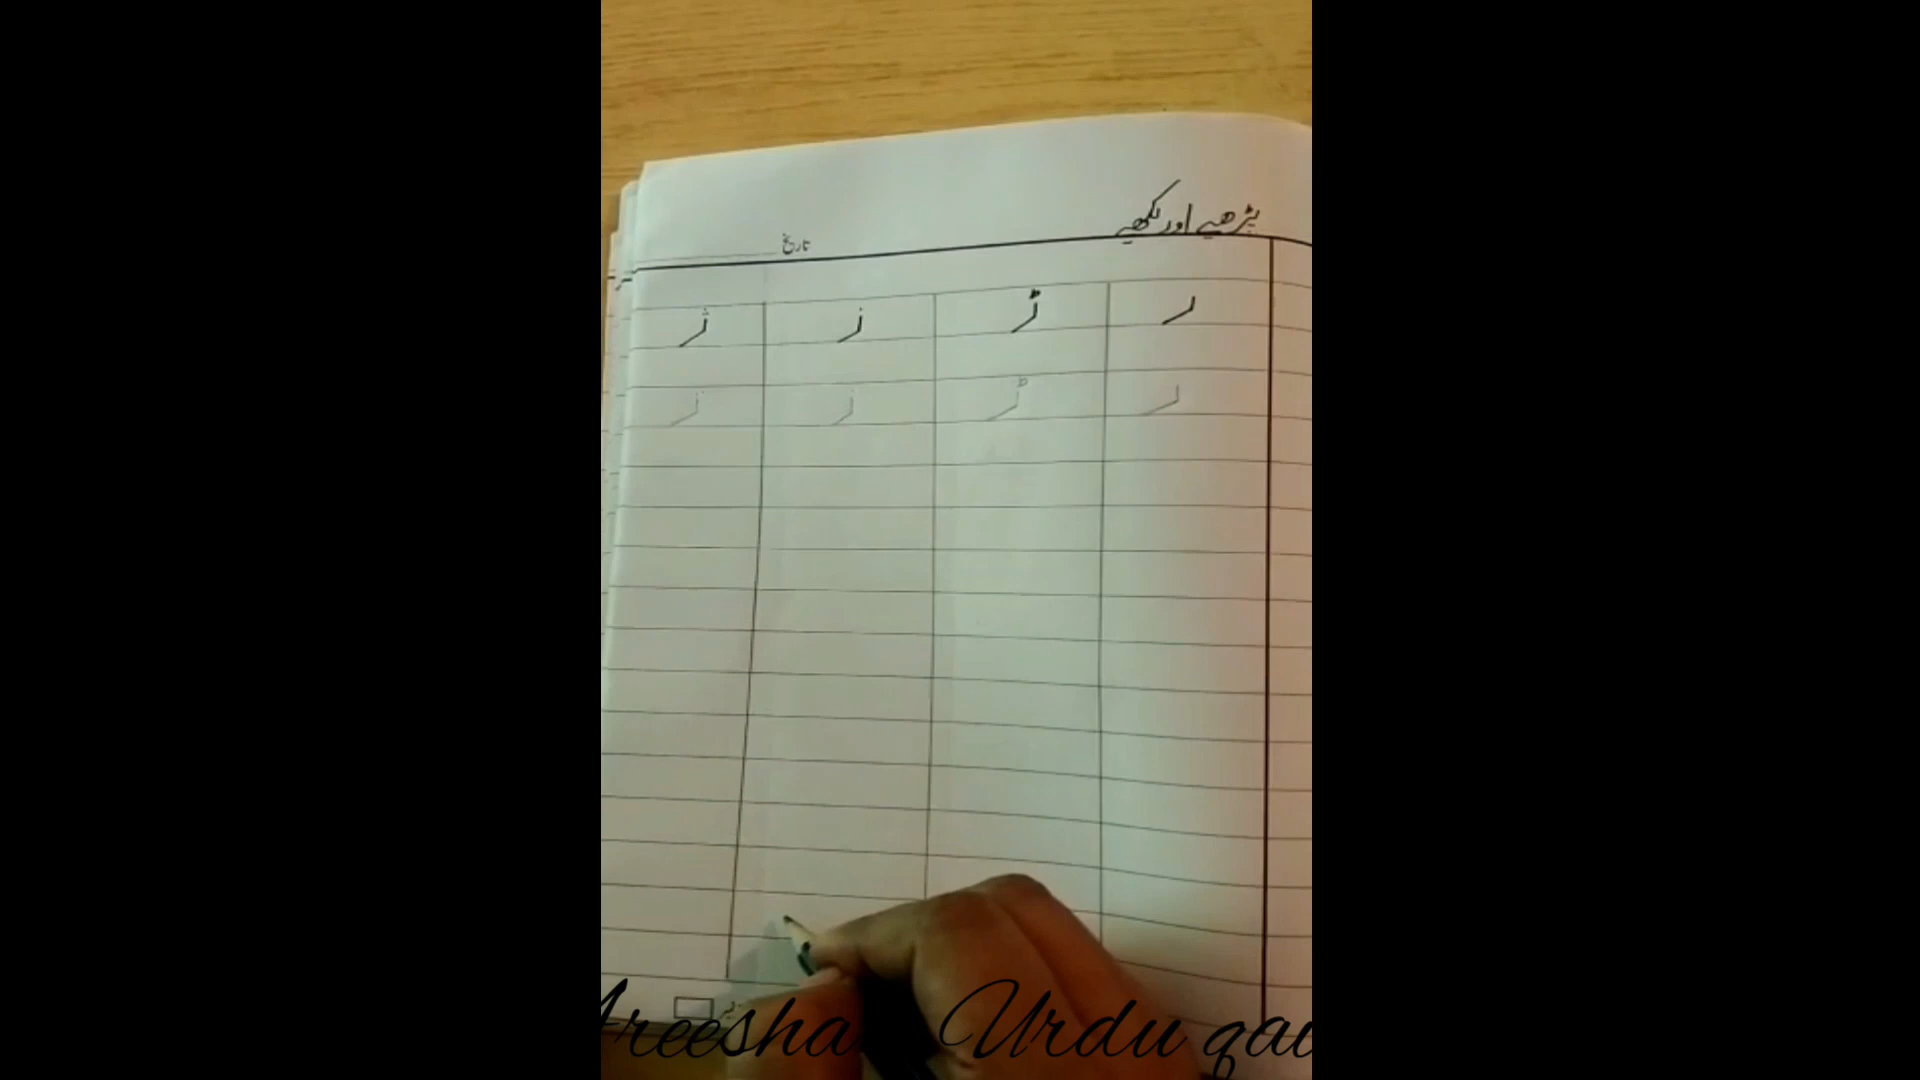 پڑھیے اور لکھیے
تاریخ
ر ڑ ز ژ
ر ڑ ز ژ
Areesha Urdu